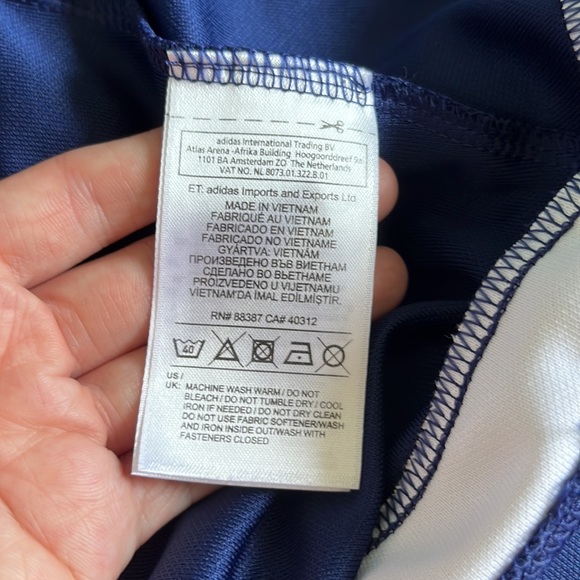 adidas International Trading BV
Atlas Arena -Afrika Building Hoogoorddreef 9a
1101 BA Amsterdam ZO The Netherlands
VAT NO. NL 8073.01.322.B.01
ET: adidas Imports and Exports Ltd
MADE IN VIETNAM
FABRIQUÉ AU VIETNAM
FABRICADO EN VIETNAM
FABRICADO NO VIETNAME
GYÁRTVA: VIETNAM
ПРОИЗВЕДЕНО ВЪВ ВИЕТНАМ
СДЕЛАНО ВО ВЬЕТНАМЕ
PROIZVEDENO U VIJETNAMU
VIETNAM'DA İMAL EDİLMİŞTİR.
RN# 88387 CA# 40312
40
US /
UK: MACHINE WASH WARM / DO NOT
BLEACH / DO NOT TUMBLE DRY / COOL
IRON IF NEEDED / DO NOT DRY CLEAN
DO NOT USE FABRIC SOFTENER/WASH
AND IRON INSIDE OUT/WASH WITH
FASTENERS CLOSED